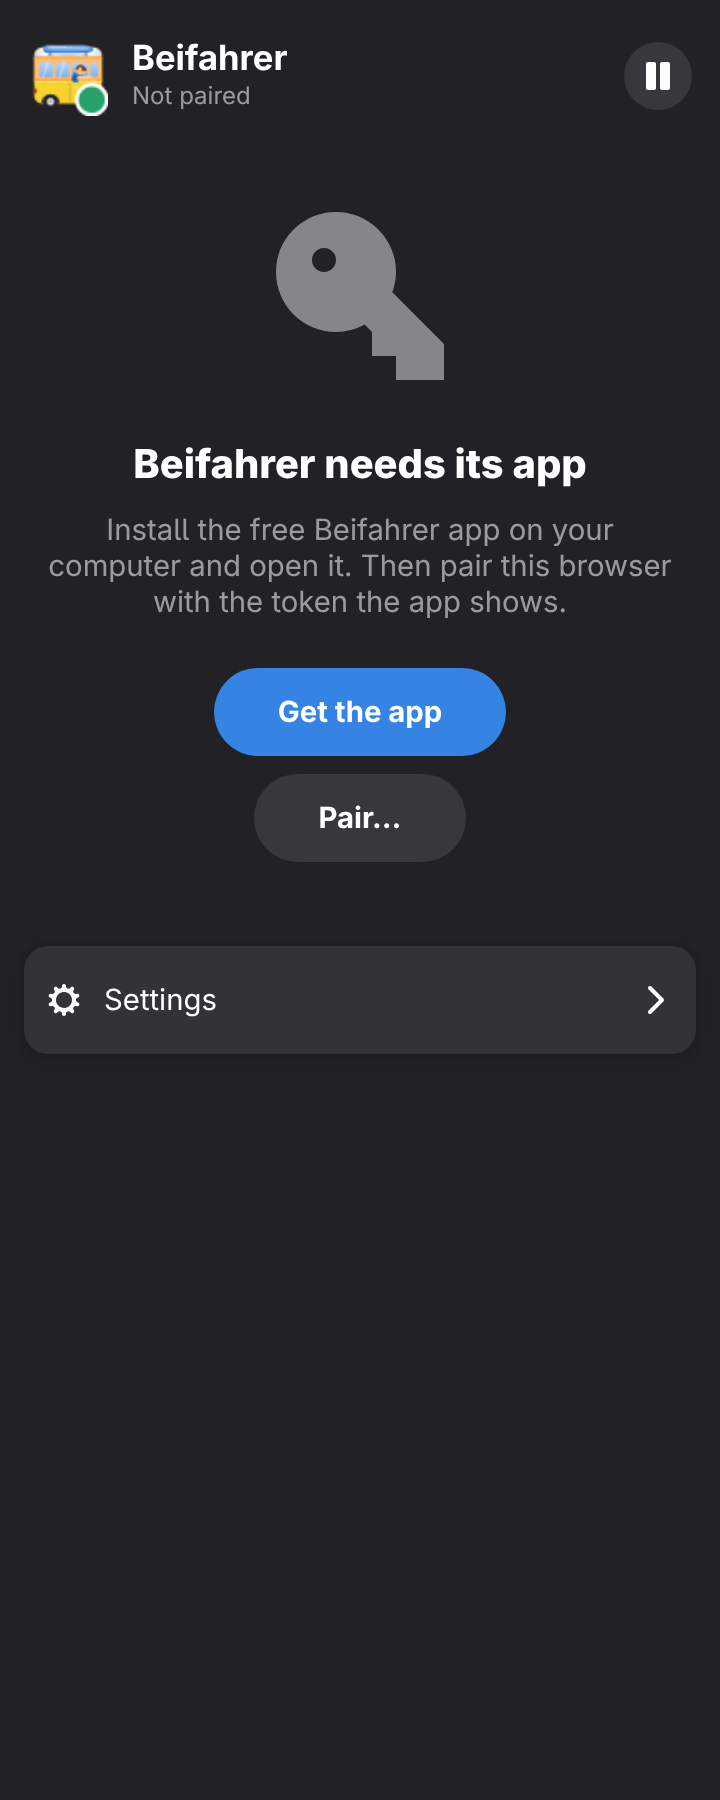 Beifahrer
Not paired
Beifahrer needs its app
Install the free Beifahrer app on your
computer and open it. Then pair this browser
with the token the app shows.
Get the app
Pair...
Settings